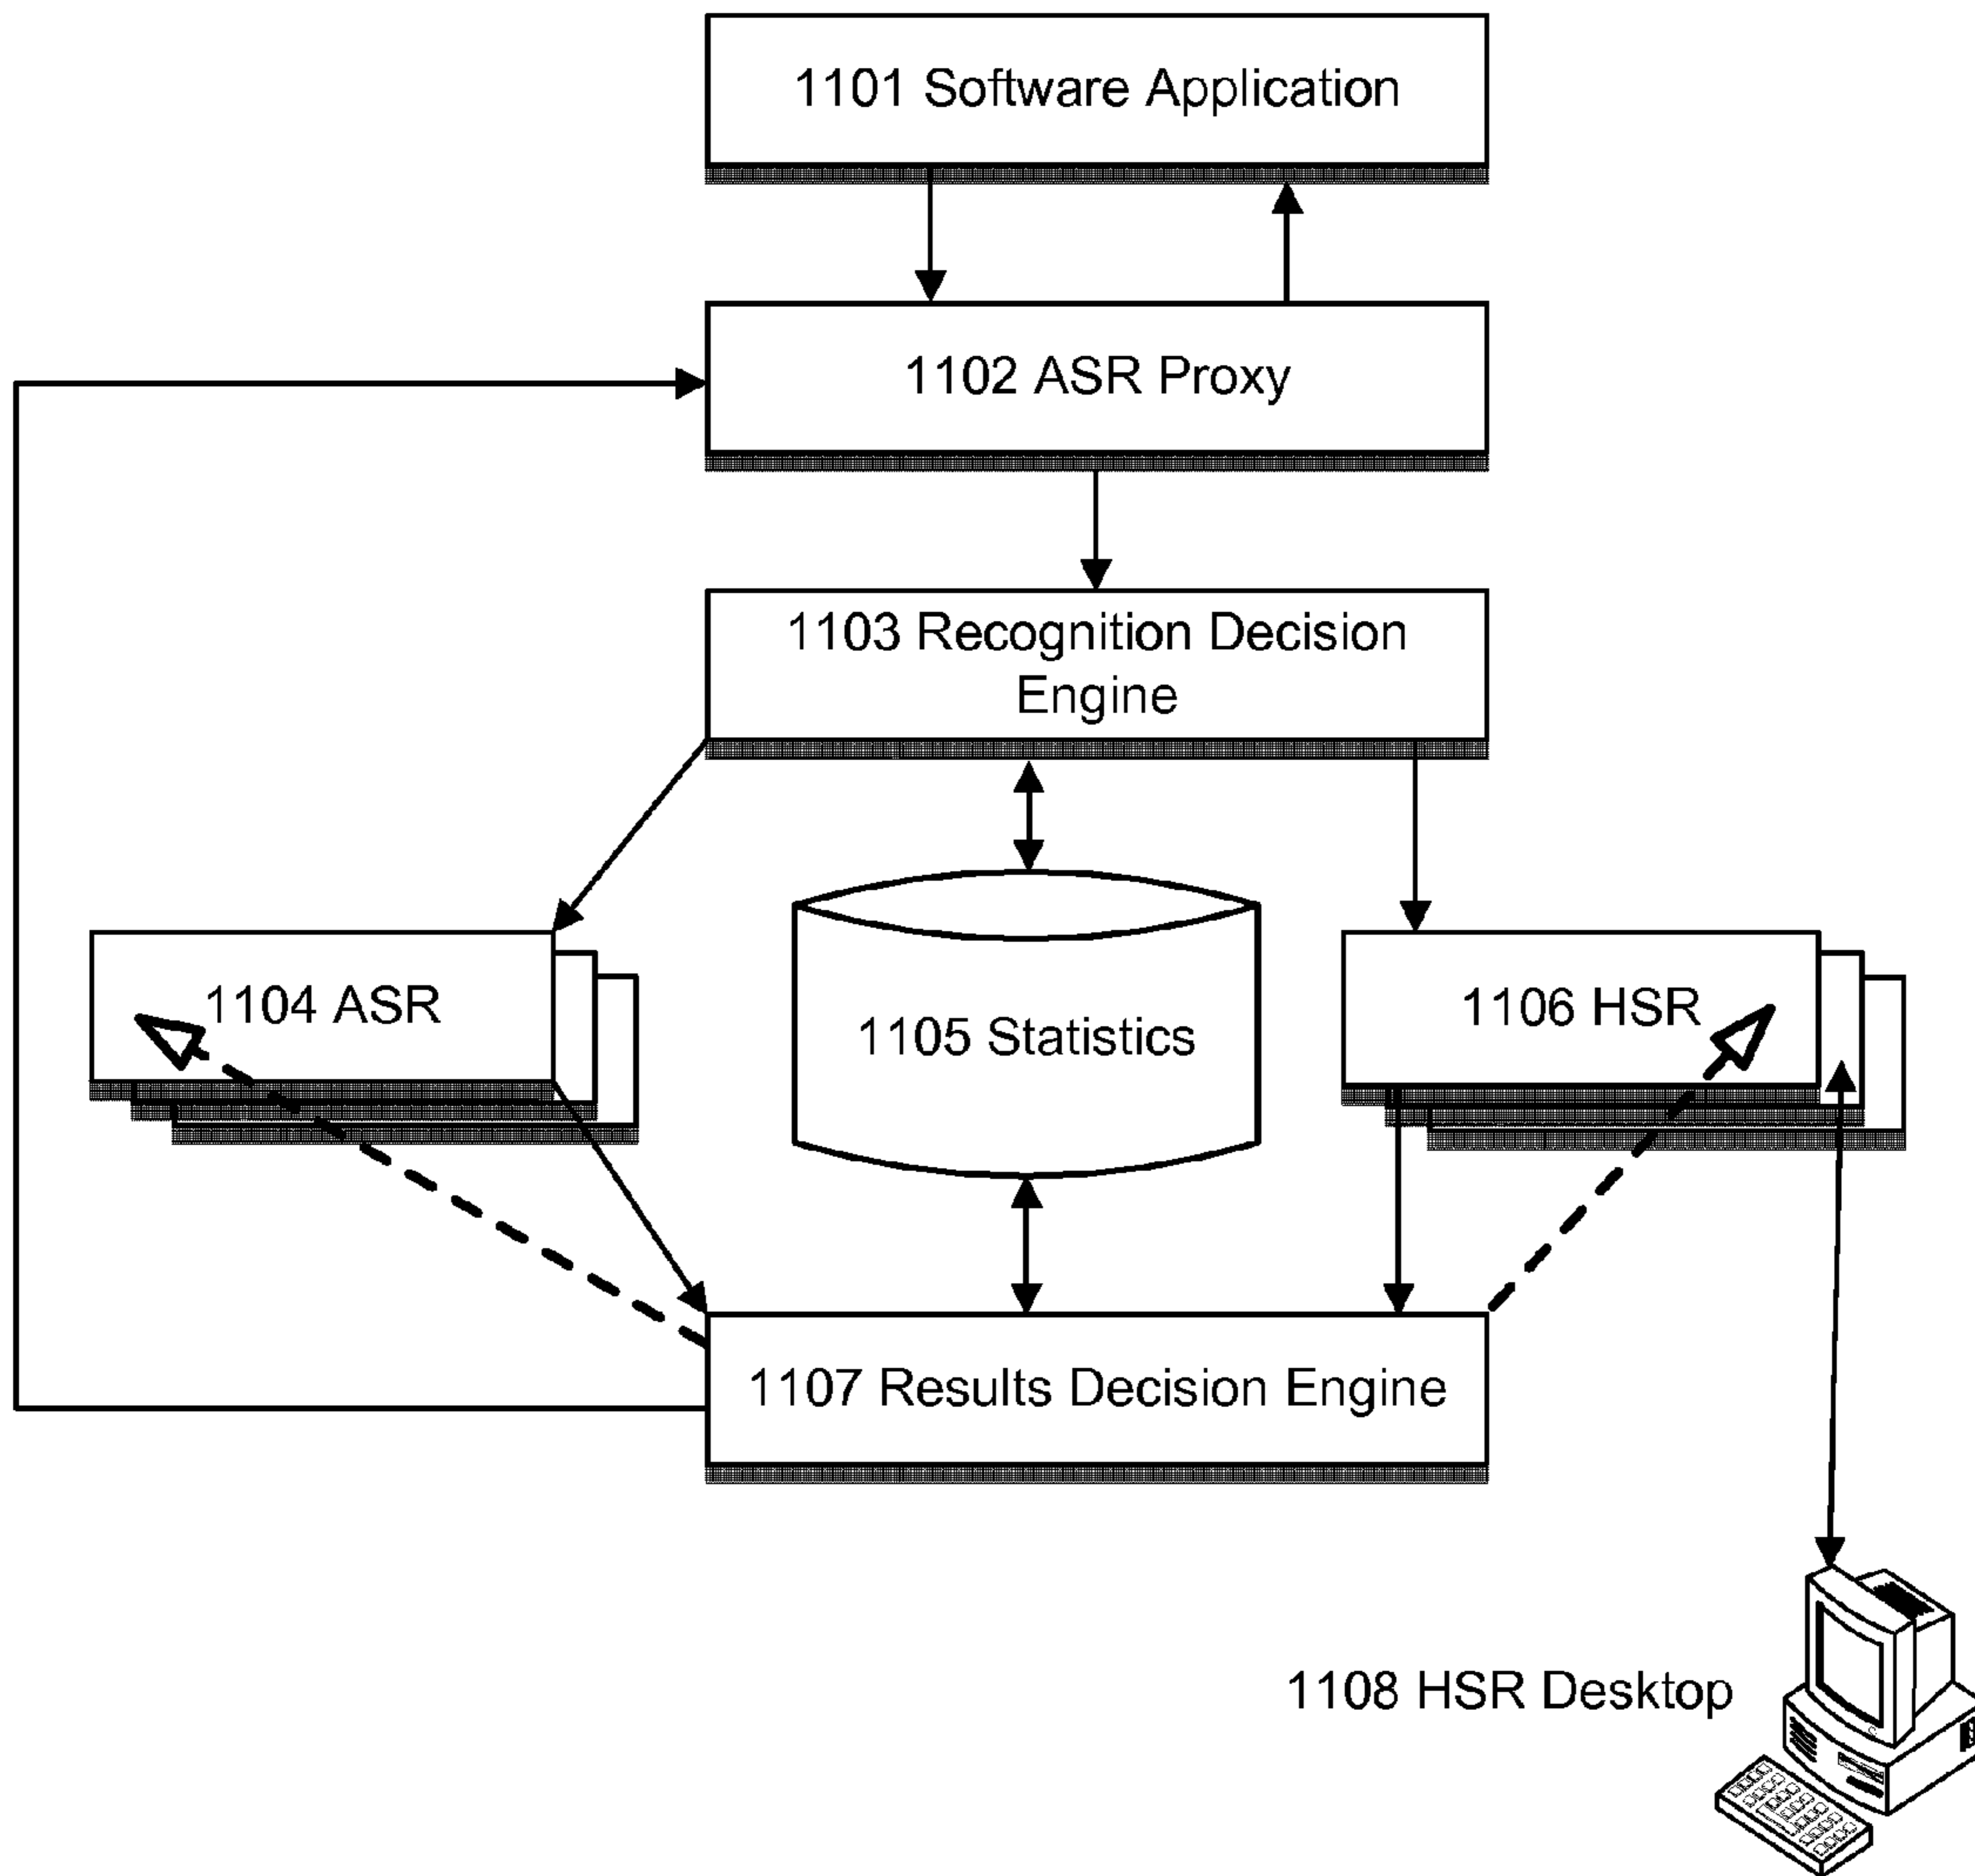 1101 Software Application
1102 ASR Proxy
1103 Recognition Decision
Engine
1104 ASR
1106 HSR
1105 Statistics
1107 Results Decision Engine
1108 HSR Desktop